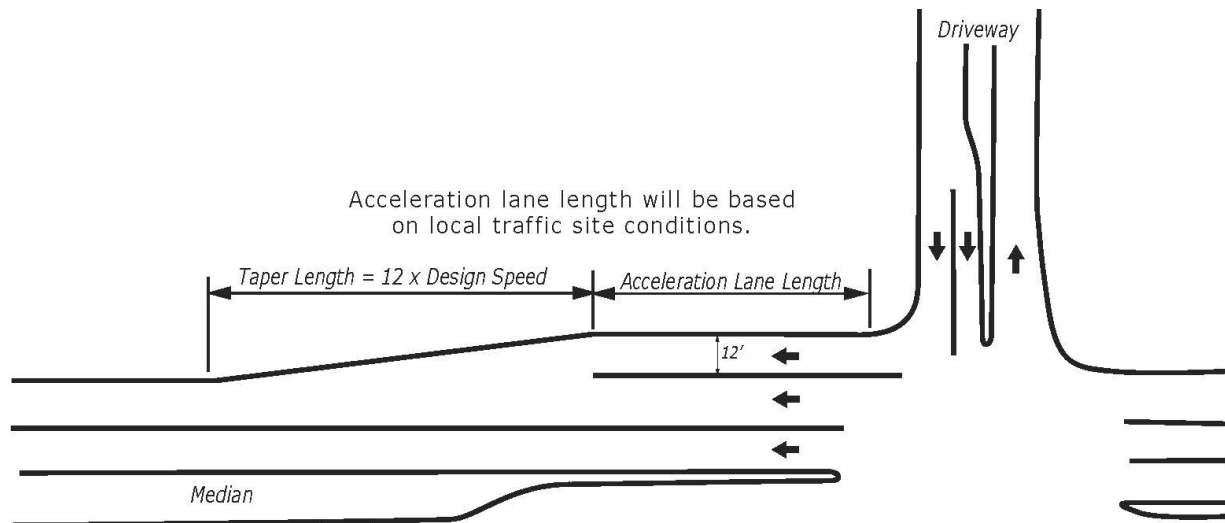 Driveway
Acceleration lane length will be based
on local traffic site conditions.
Taper Length = 12 x Design Speed
Acceleration Lane Length
12'
Median